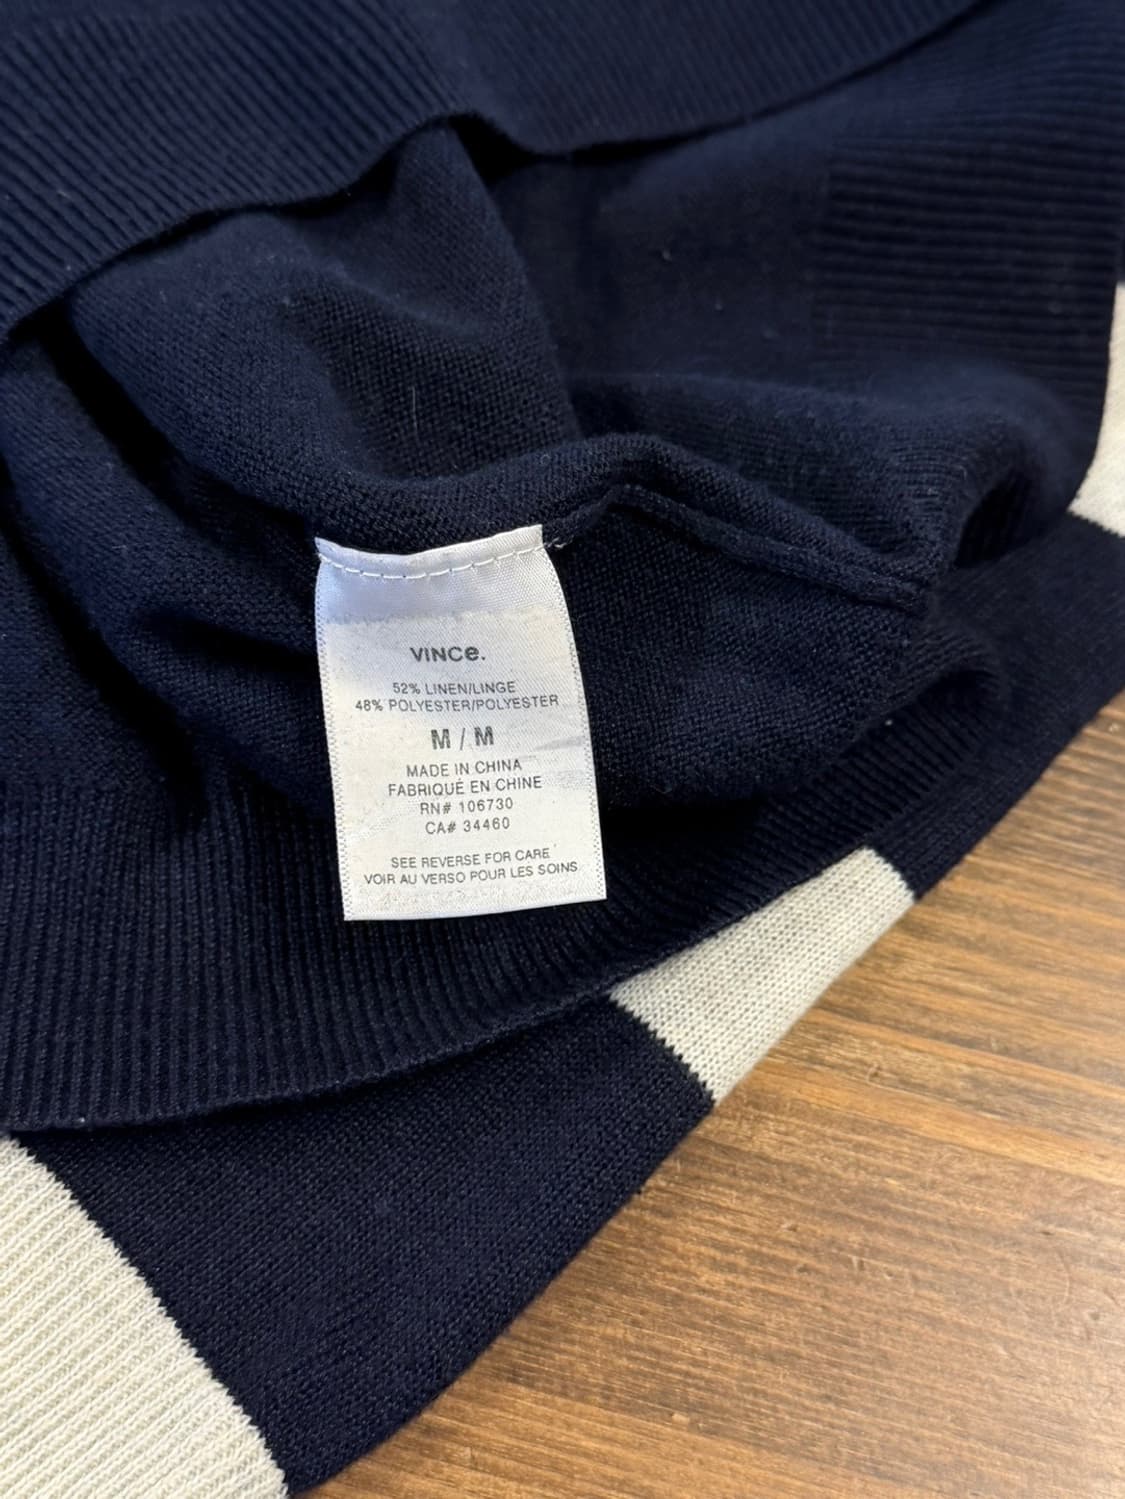 VINCe.
52% LINEN/LINGE
48% POLYESTER/POLYESTER
M / M
MADE IN CHINA
FABRIQUÉ EN CHINE
RN# 106730
CA# 34460
SEE REVERSE FOR CARE
VOIR AU VERSO POUR LES SOINS